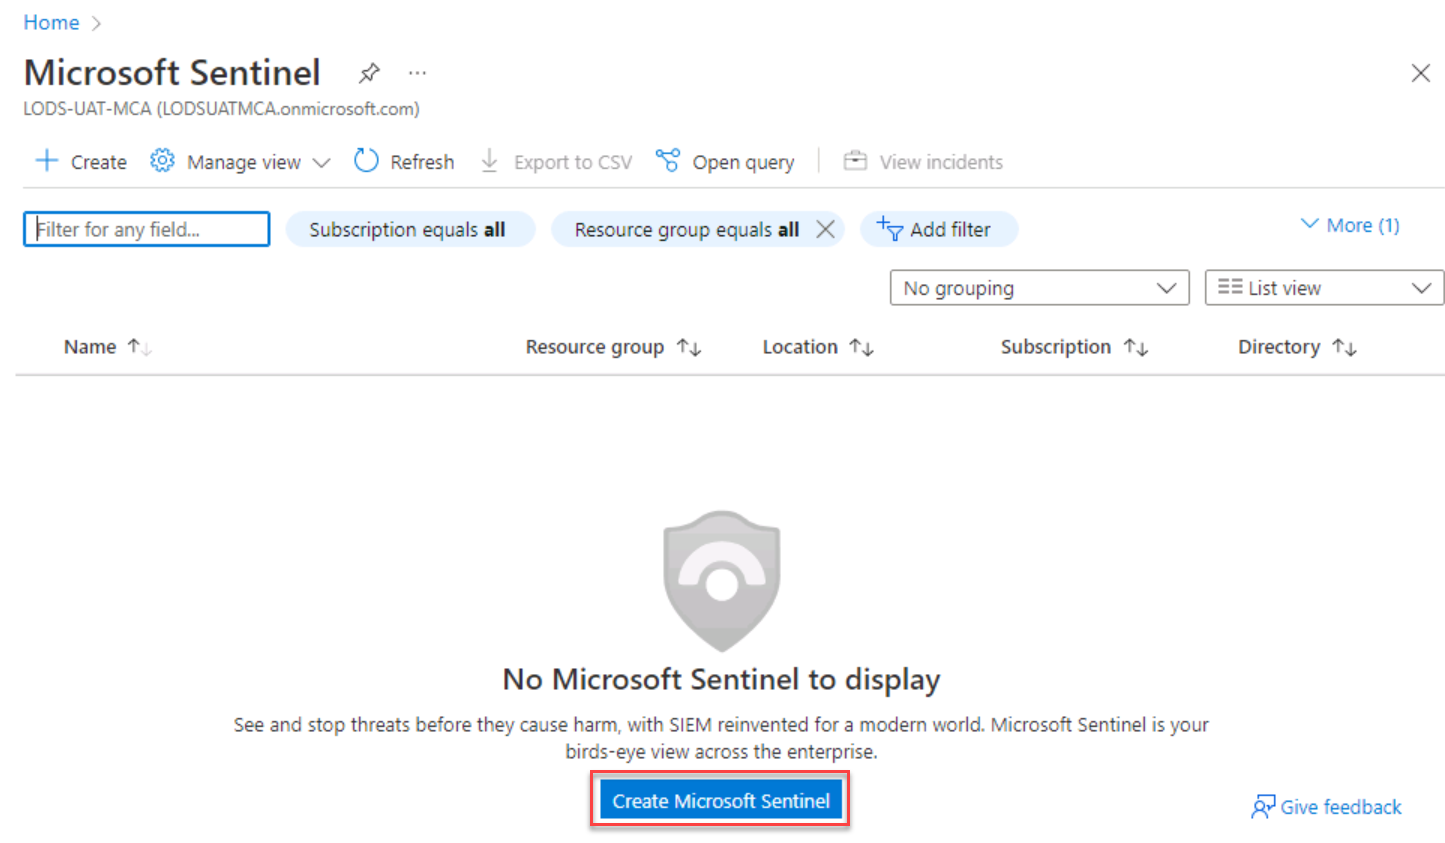 Home
Microsoft Sentinel
LODS-UAT-MCA (LODSUATMCA.onmicrosoft.com)
Create Manage view Refresh Export to CSV Open query View incidents
Filter for any field... Subscription equals all Resource group equals all Add filter More (1)
No grouping List view
Name Resource group Location Subscription Directory
No Microsoft Sentinel to display
See and stop threats before they cause harm, with SIEM reinvented for a modern world. Microsoft Sentinel is your
birds-eye view across the enterprise.
Create Microsoft Sentinel
Give feedback